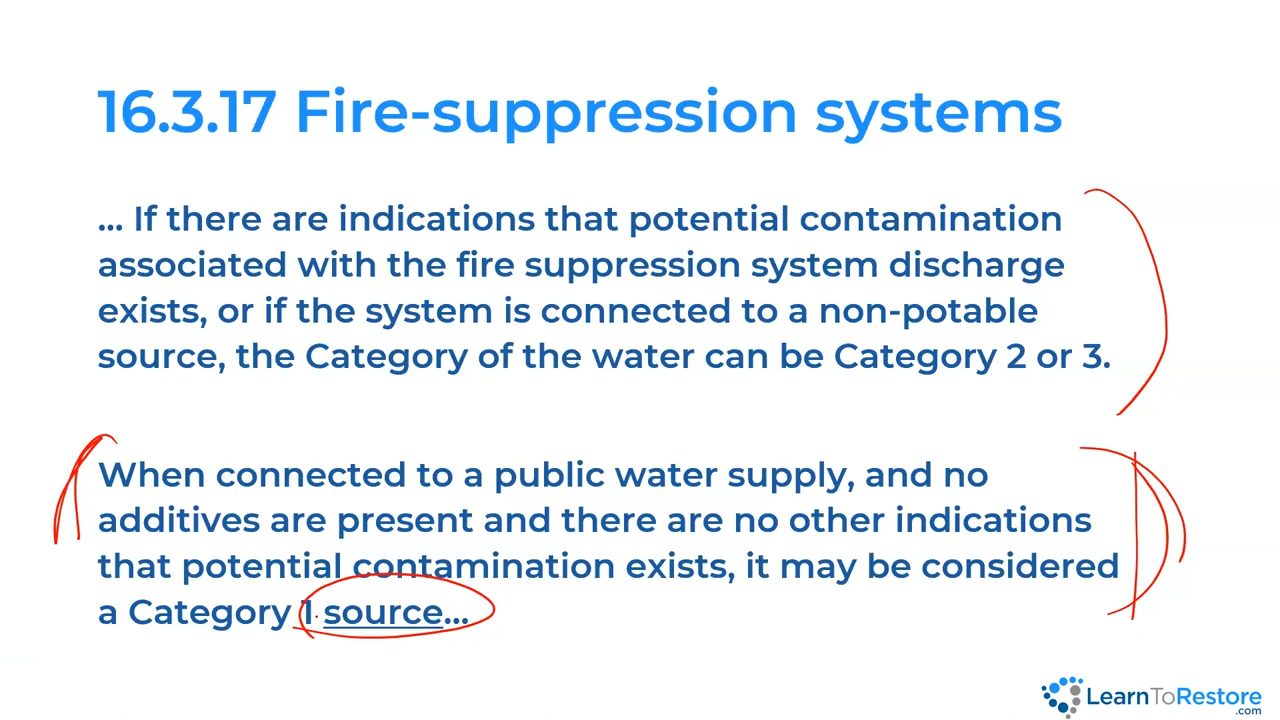 16.3.17 Fire-suppression systems
... If there are indications that potential contamination
associated with the fire suppression system discharge
exists, or if the system is connected to a non-potable
source, the Category of the water can be Category 2 or 3.
When connected to a public water supply, and no
additives are present and there are no other indications
that potential contamination exists, it may be considered
a Category 1 source...
LearnToRestore
.com